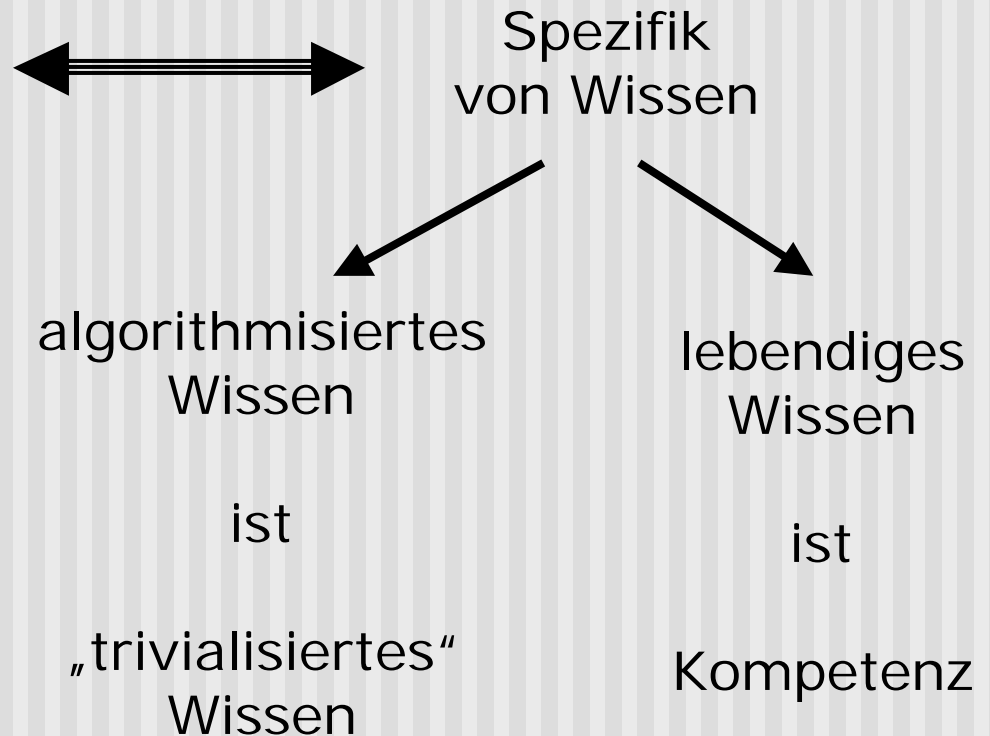 Spezifik
von Wissen
algorithmisiertes
Wissen
ist
„trivialisiertes“
Wissen
lebendiges
Wissen
ist
Kompetenz